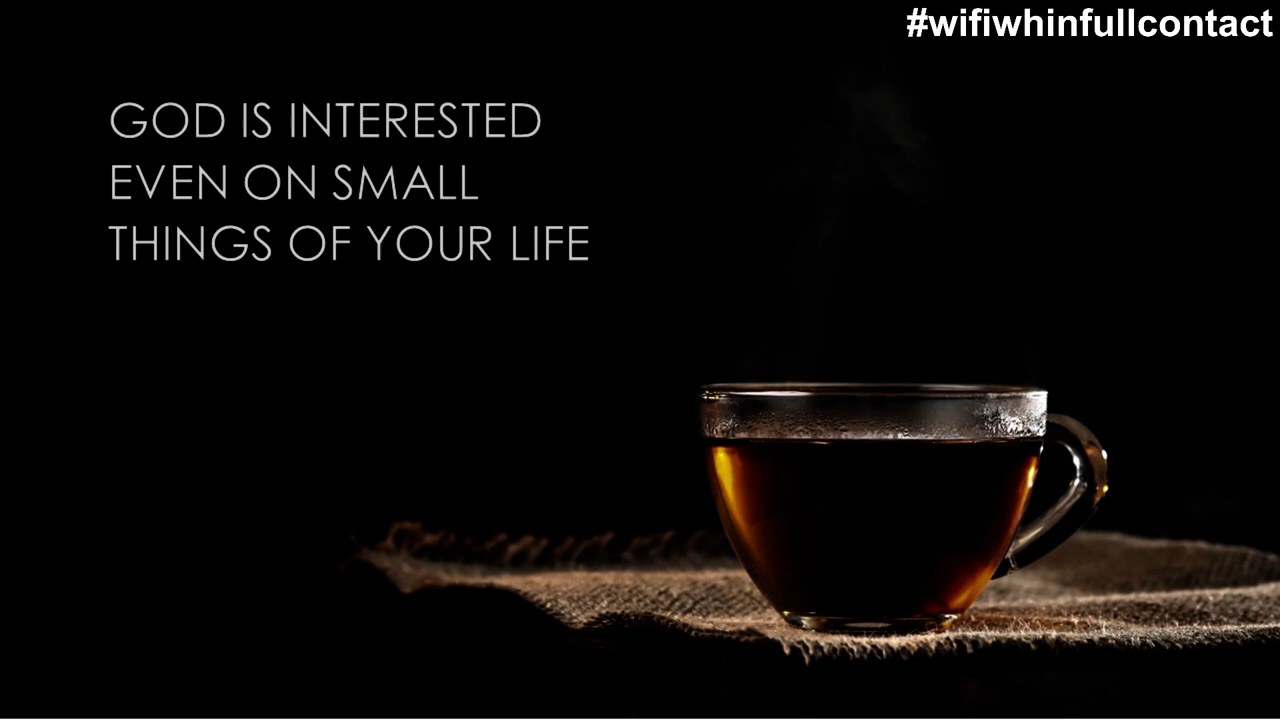 #wifiwhinfullcontact
GOD IS INTERESTED
EVEN ON SMALL
THINGS OF YOUR LIFE